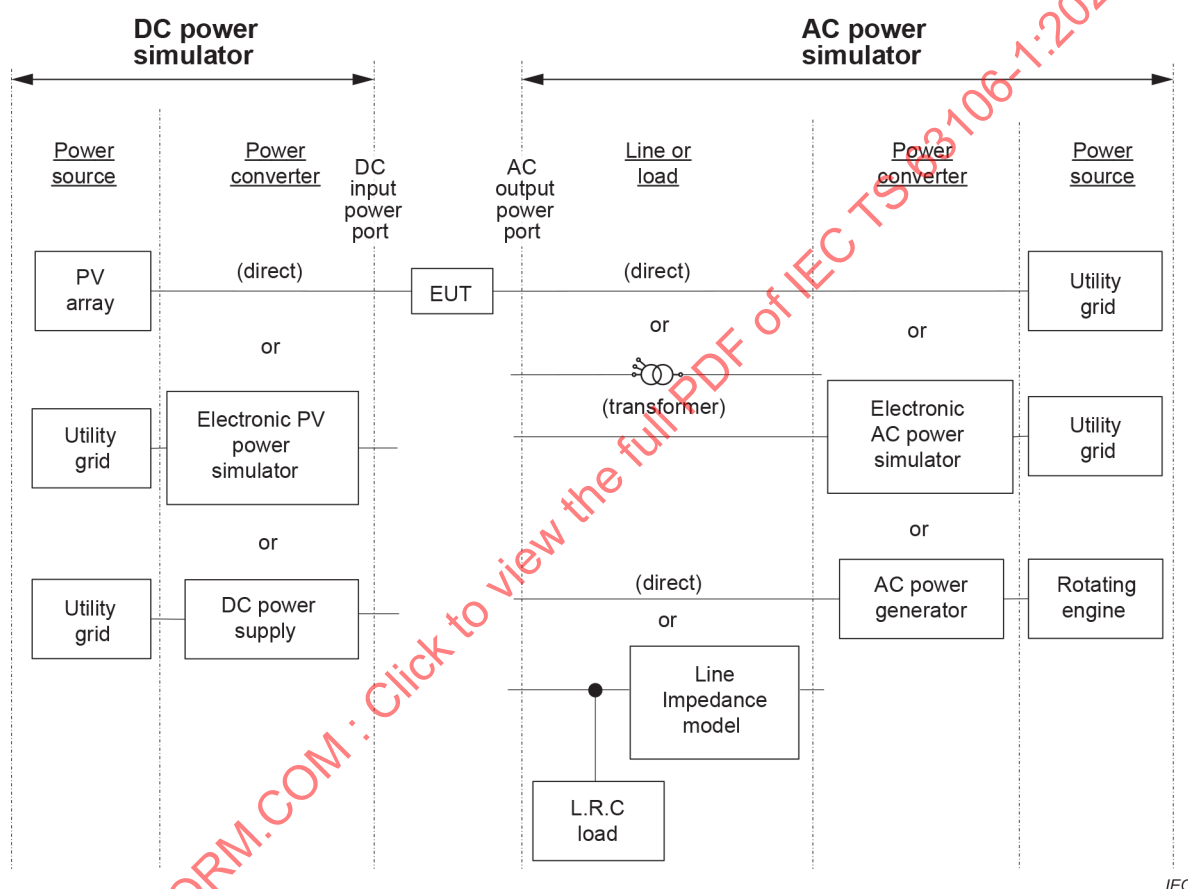 DC power
simulator
AC power
simulator
Power
source
Power
converter
DC
input
power
port
AC
output
power
port
Line or
load
Power
converter
Power
source
PV
array
(direct)
EUT
(direct)
Utility
grid
or
or
or
(transformer)
Utility
grid
Electronic PV
power
simulator
Electronic
AC power
simulator
Utility
grid
or
or
Utility
grid
DC power
supply
(direct)
AC power
generator
Rotating
engine
or
Line
Impedance
model
L.R.C
load
IEC
ORM.COM : Click to view the full PDF of IEC TS 63106-1:202